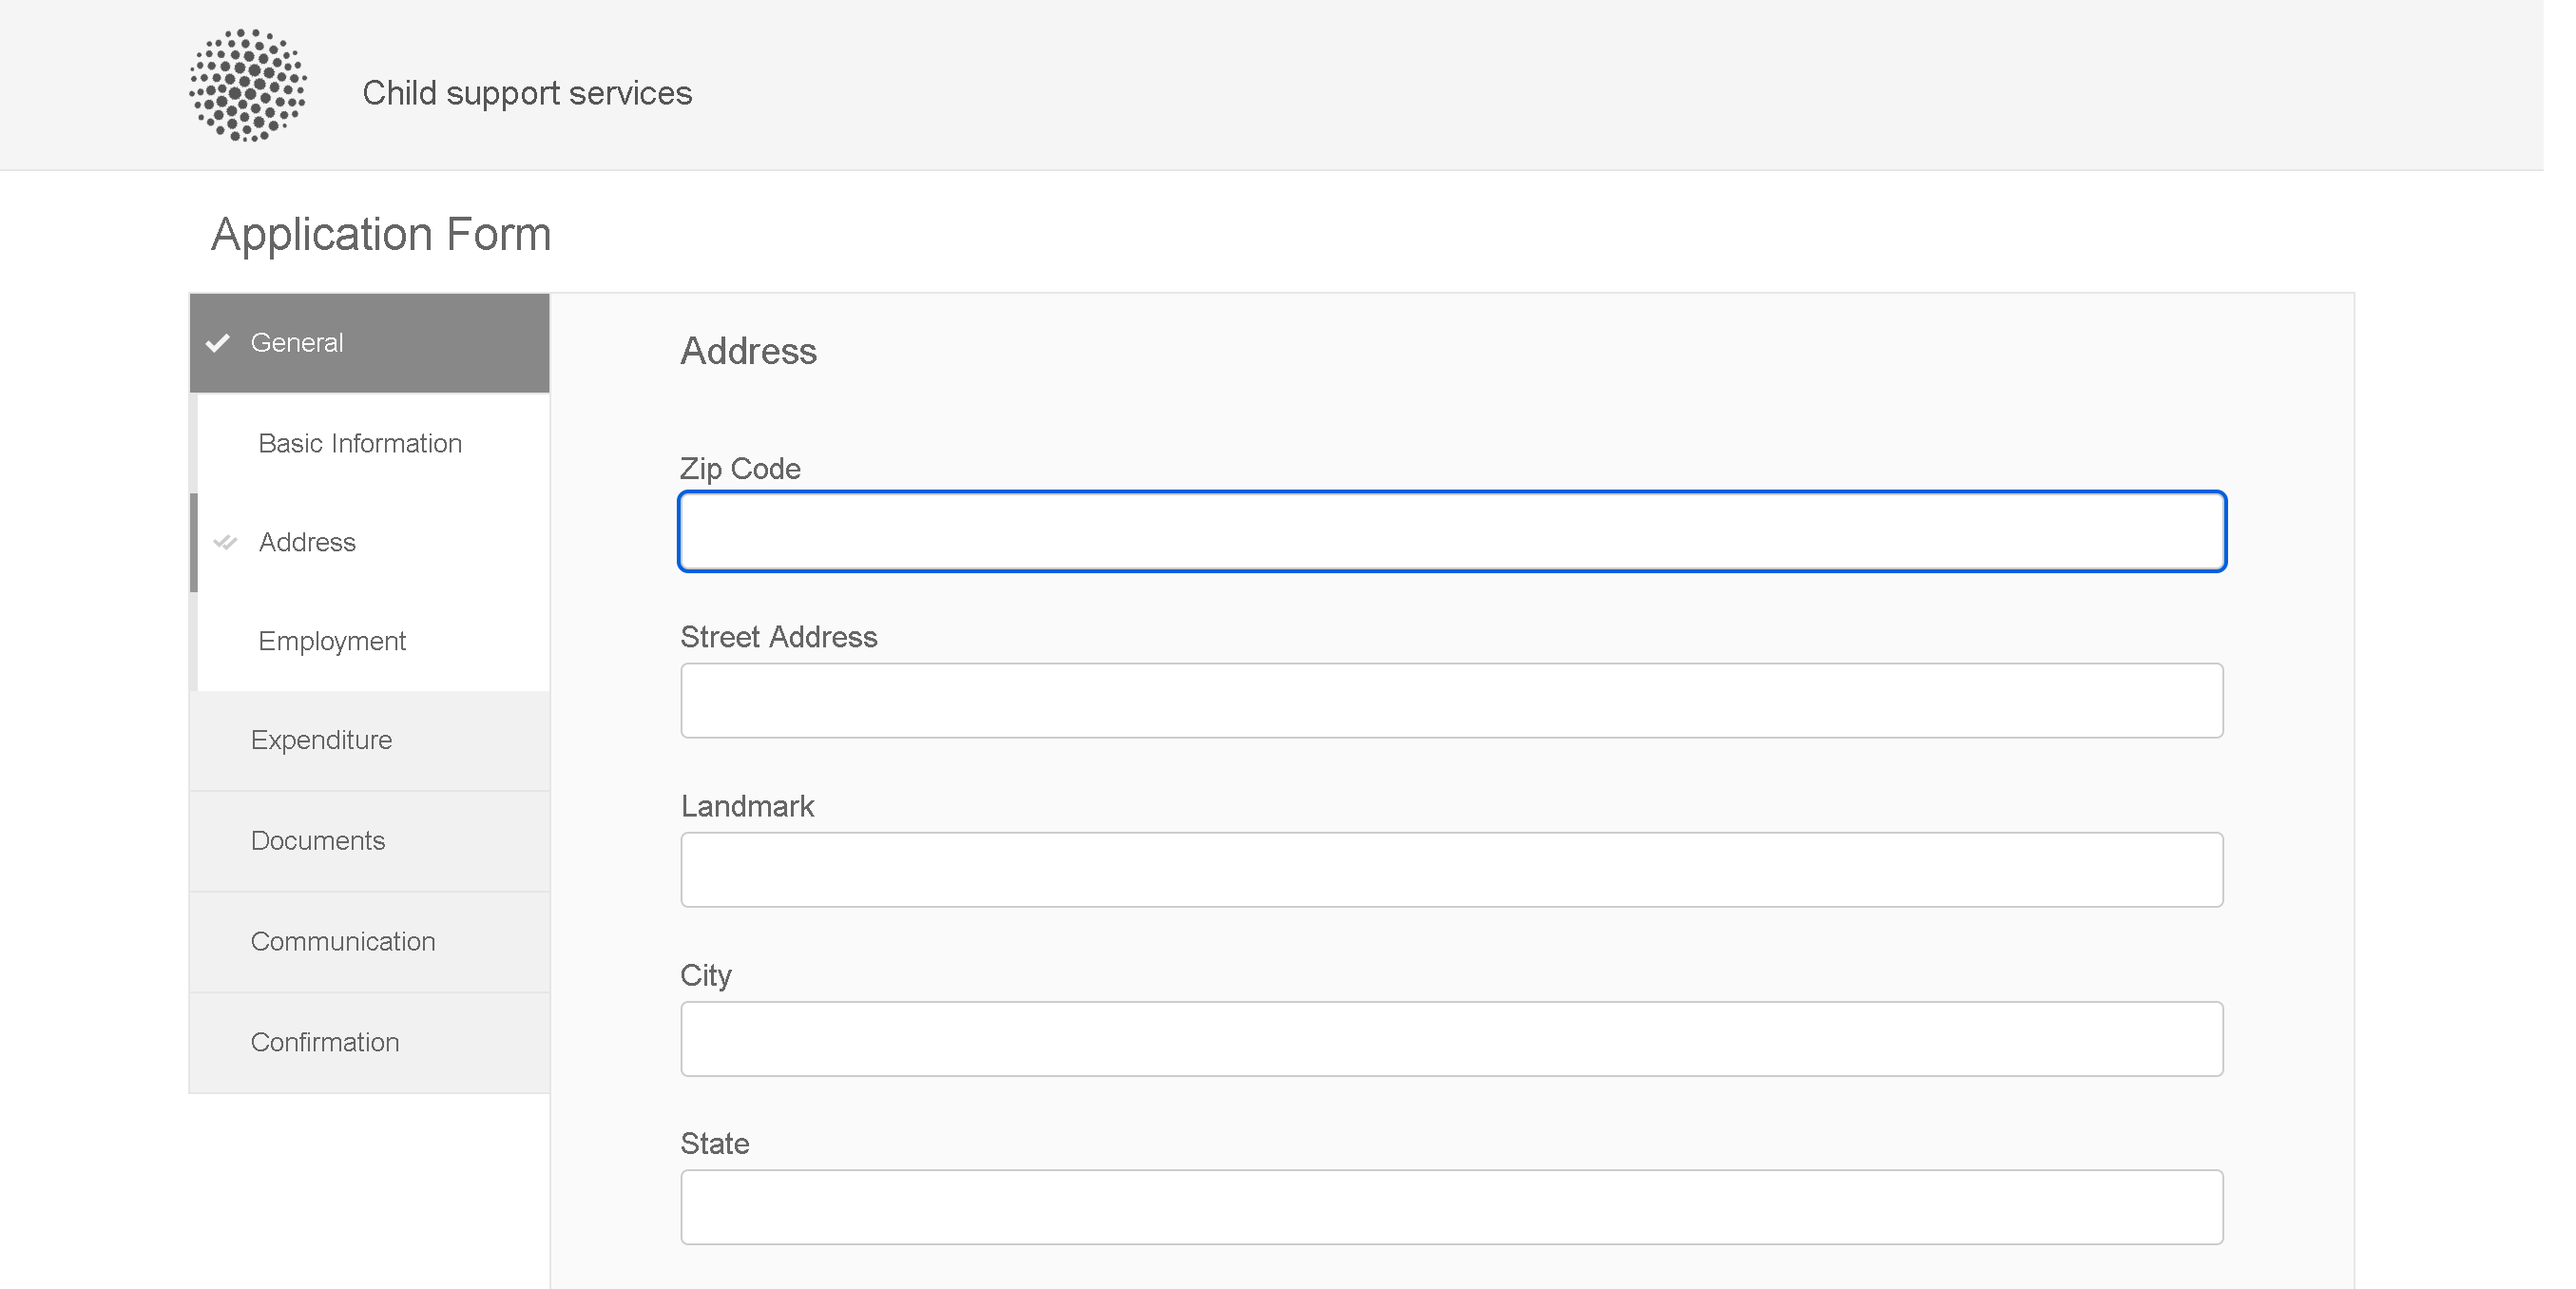 Child support services
Application Form
General
Basic Information
Address
Employment
Expenditure
Documents
Communication
Confirmation
Address
Zip Code
Street Address
Landmark
City
State